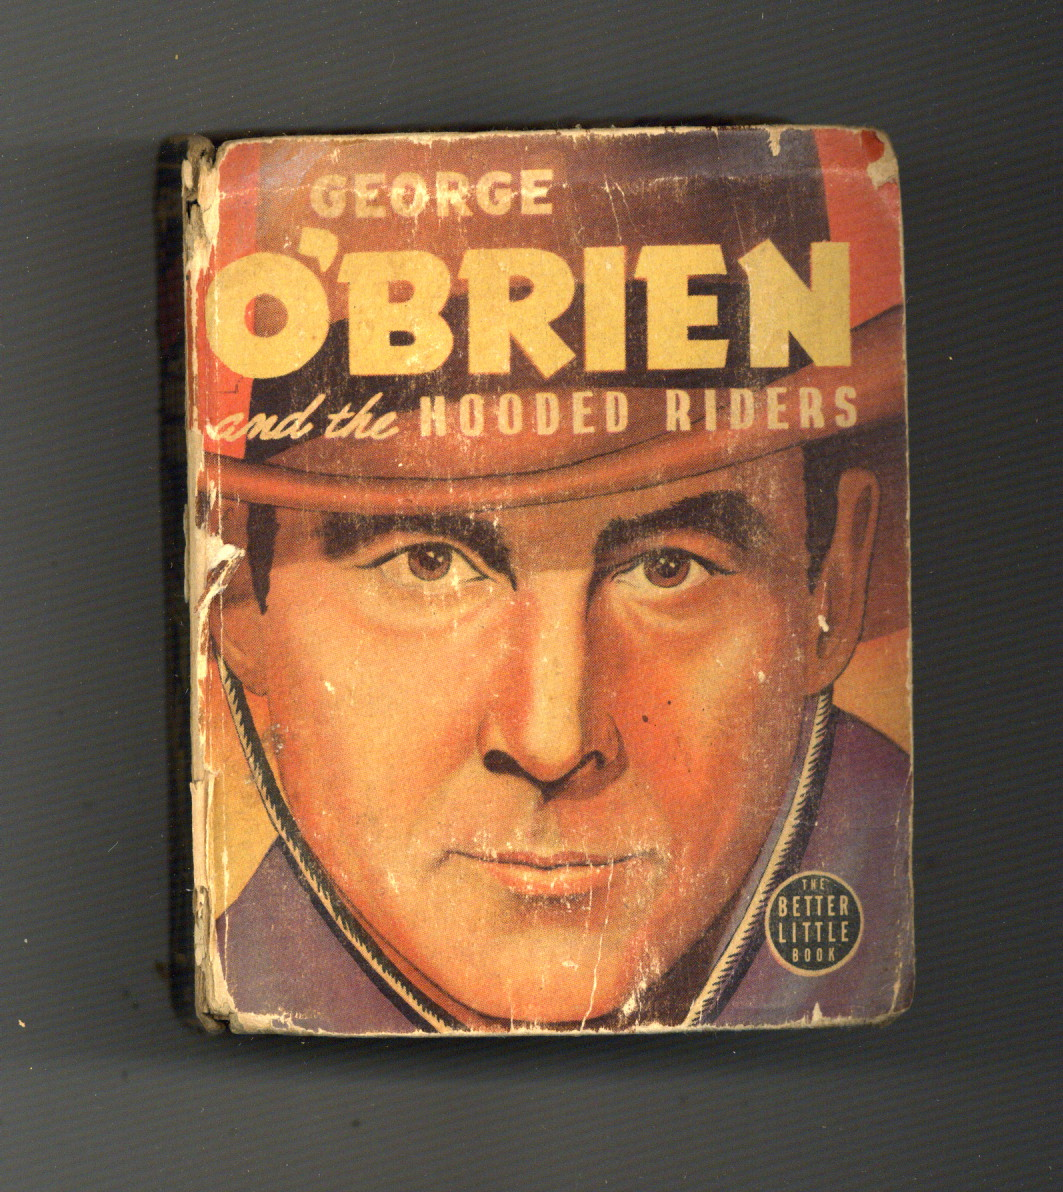 GEORGE
O'BRIEN
and the HOODED RIDERS
THE
BETTER
LITTLE
BOOK